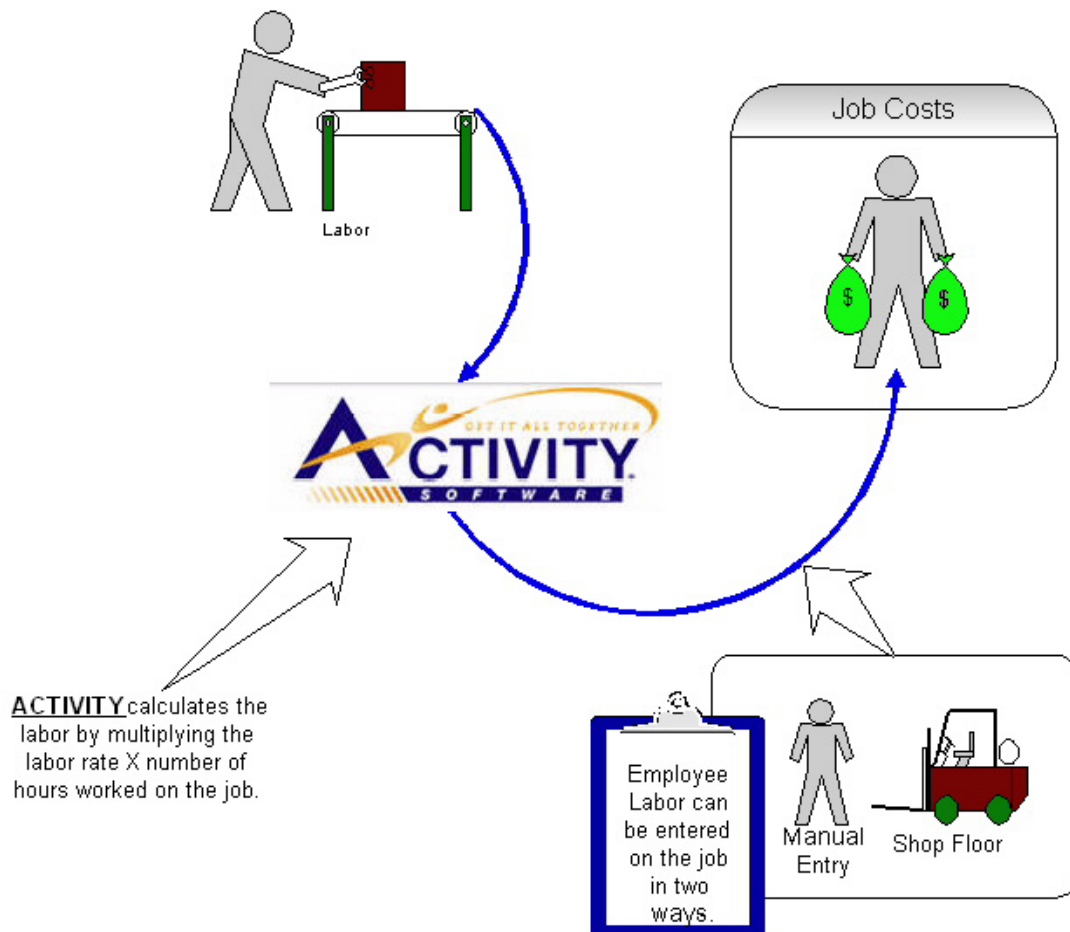 Job Costs
$
$
Labor
GET IT ALL TOGETHER
ACTIVITY
SOFTWARE
ACTIVITY calculates the
labor by multiplying the
labor rate X number of
hours worked on the job.
Employee
Labor can
be entered
on the job
in two
ways.
Manual
Entry
Shop Floor